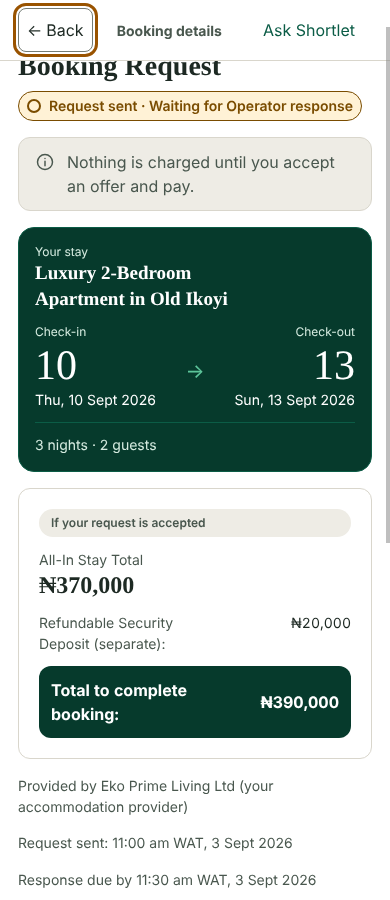 ← Back
Booking details
Ask Shortlet
Booking Request
Request sent · Waiting for Operator response
Nothing is charged until you accept
an offer and pay.
Your stay
Luxury 2-Bedroom
Apartment in Old Ikoyi
Check-in
Check-out
10
→
13
Thu, 10 Sept 2026
Sun, 13 Sept 2026
3 nights · 2 guests
If your request is accepted
All-In Stay Total
₦370,000
Refundable Security
Deposit (separate):
₦20,000
Total to complete
booking:
₦390,000
Provided by Eko Prime Living Ltd (your
accommodation provider)
Request sent: 11:00 am WAT, 3 Sept 2026
Response due by 11:30 am WAT, 3 Sept 2026